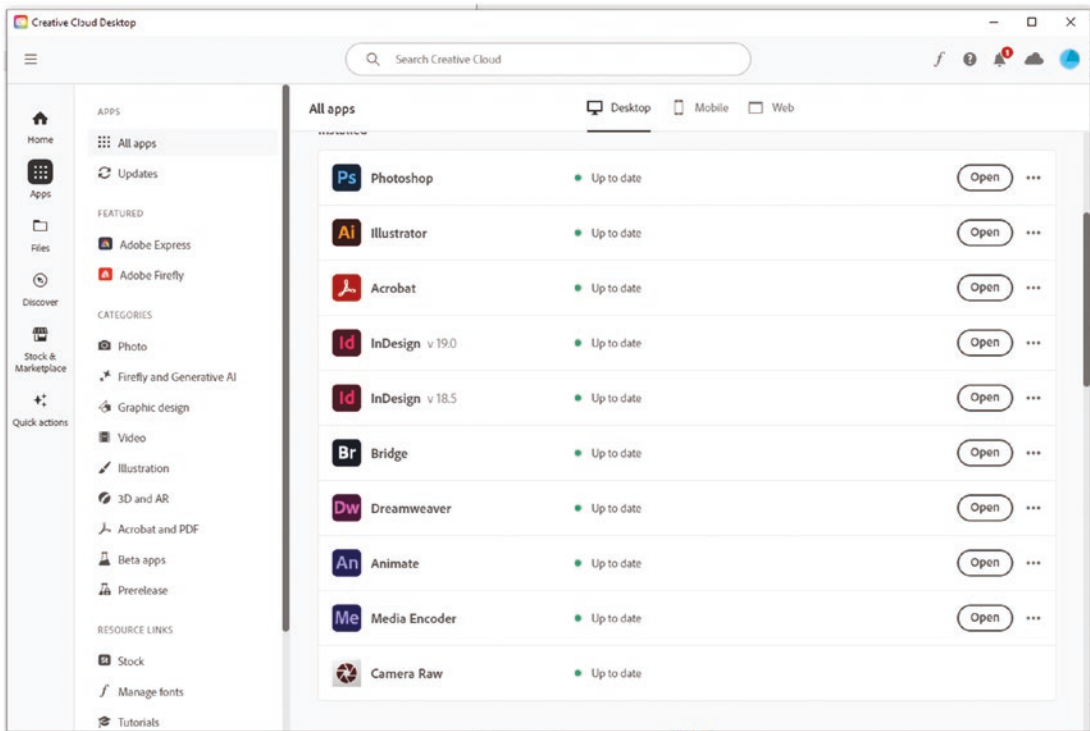 Creative Cloud Desktop
Search Creative Cloud
1
Home
Apps
Files
Discover
Stock &
Marketplace
Quick actions
APPS
All apps
Updates
FEATURED
Adobe Express
Adobe Firefly
CATEGORIES
Photo
Firefly and Generative AI
Graphic design
Video
Illustration
3D and AR
Acrobat and PDF
Beta apps
Prerelease
RESOURCE LINKS
St Stock
f Manage fonts
Tutorials
All apps
Desktop Mobile Web
Installed
Ps Photoshop Up to date Open
Ai Illustrator Up to date Open
Acrobat Up to date Open
Id InDesign v 19.0 Up to date Open
Id InDesign v 18.5 Up to date Open
Br Bridge Up to date Open
Dw Dreamweaver Up to date Open
An Animate Up to date Open
Me Media Encoder Up to date Open
Camera Raw Up to date